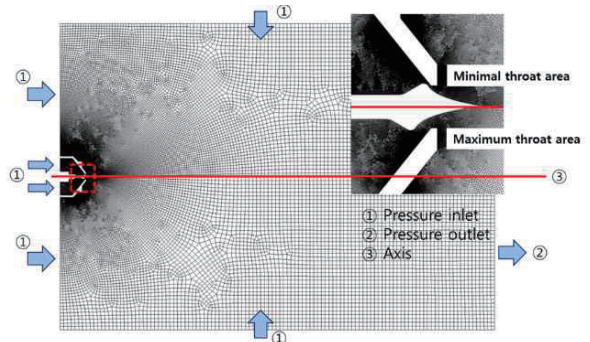 ①
①
Minimal throat area
Maximum throat area
①
③
① Pressure inlet
② Pressure outlet
③ Axis
①
②
①